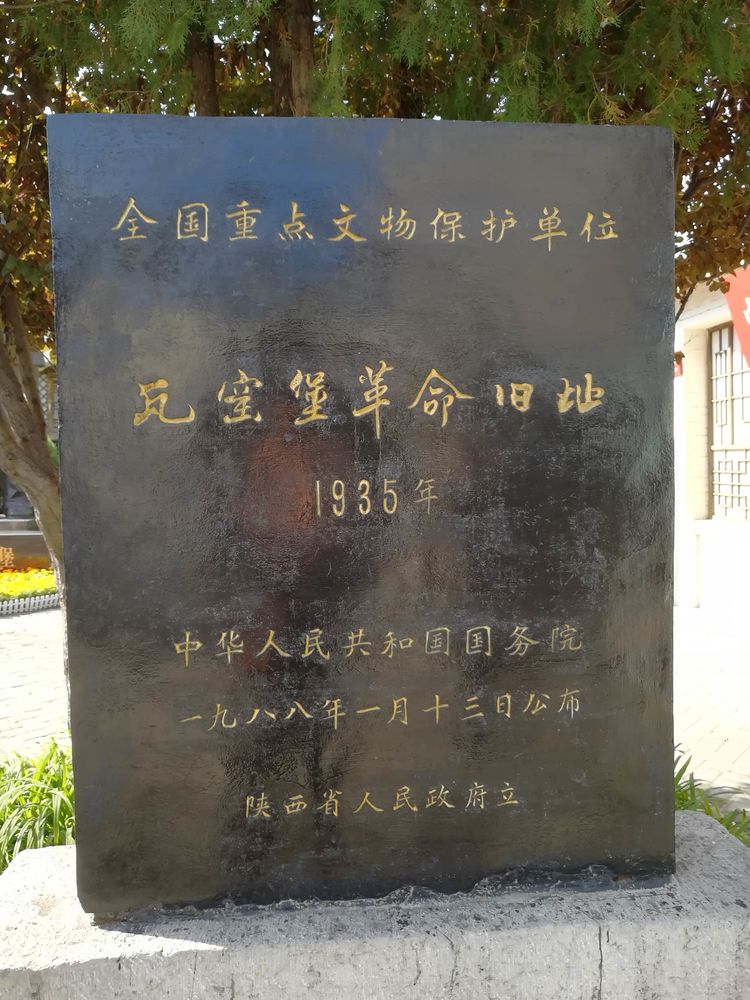 全国重点文物保护单位
瓦窑堡革命旧址
1935年
中华人民共和国国务院
一九八八年一月十三日公布
陕西省人民政府立
堡